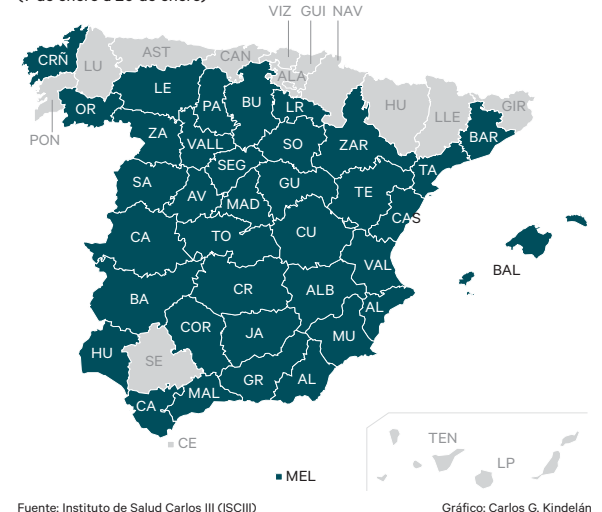 VIZ GUI NAV
CRÑ
LU
AST
CAN
ALA
HU
LLE
GIR
PON
OR
LE
PA
BU
LR
BAR
ZA
VALL
SO
ZAR
TA
SEG
SA
AV
MAD
GU
TE
CAS
CA
TO
CU
BAL
VAL
BA
CR
ALB
AL
COR
JA
MU
HU
SE
GR
AL
MAL
CA
CE
TEN
LP
MEL
Fuente: Instituto de Salud Carlos III (ISCIII)
Gráfico: Carlos G. Kindelán